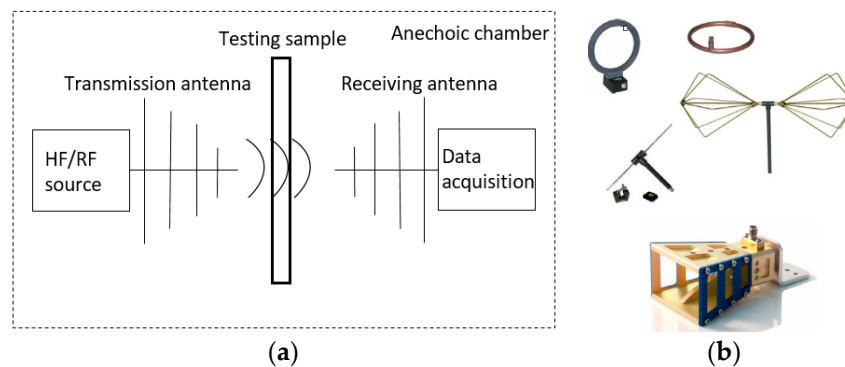 Testing sample
Anechoic chamber
Transmission antenna
Receiving antenna
HF/RF
source
Data
acquisition
(a)
(b)